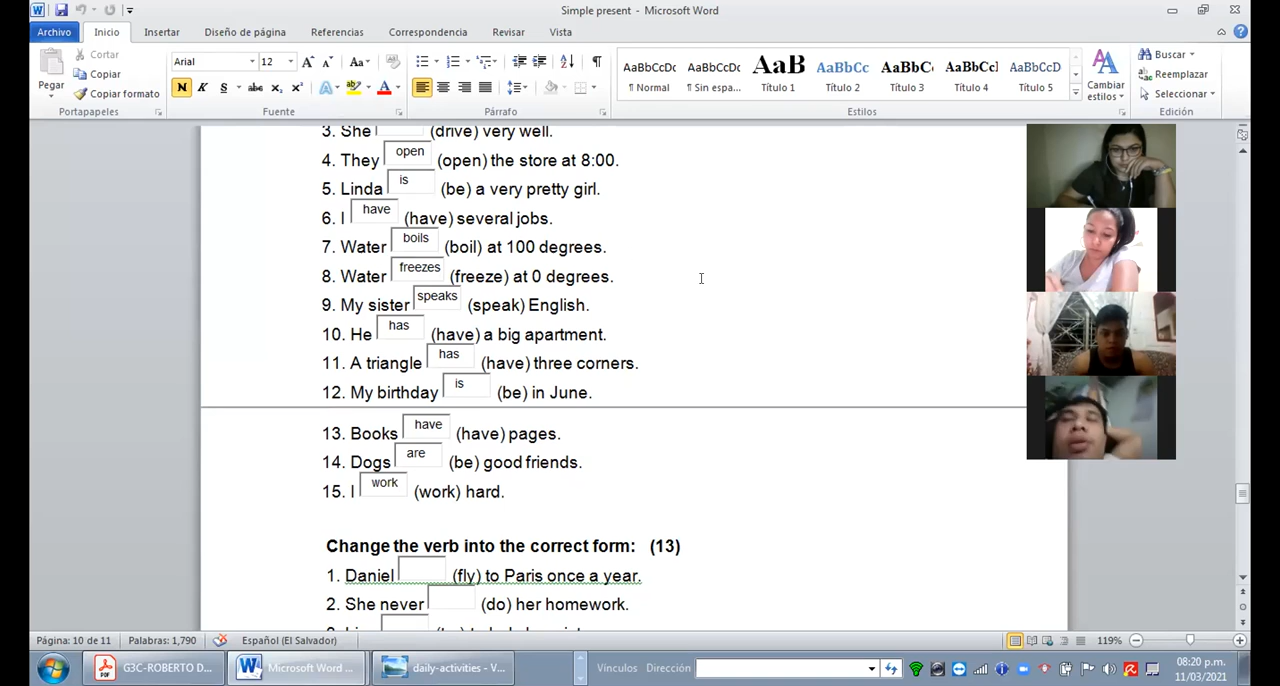 Simple present - Microsoft Word
Archivo Inicio Insertar Diseño de página Referencias Correspondencia Revisar Vista
Pegar
Cortar
Copiar
Copiar formato
Portapapeles
Arial 12
N K S abc x₂ x² A ab A
Fuente
Párrafo
AaBbCcDc AaBbCcDc AaB AaBbCc AaBbCc AaBbCcI AaBbCcD
¶ Normal ¶ Sin espa... Título 1 Título 2 Título 3 Título 4 Título 5
Estilos
Cambiar
estilos
Buscar
Reemplazar
Seleccionar
Edición
3. She (drive) very well.
4. They open (open) the store at 8:00.
5. Linda is (be) a very pretty girl.
6. I have (have) several jobs.
7. Water boils (boil) at 100 degrees.
8. Water freezes (freeze) at 0 degrees.
9. My sister speaks (speak) English.
10. He has (have) a big apartment.
11. A triangle has (have) three corners.
12. My birthday is (be) in June.
13. Books have (have) pages.
14. Dogs are (be) good friends.
15. I work (work) hard.
Change the verb into the correct form: (13)
1. Daniel (fly) to Paris once a year.
2. She never (do) her homework.
Página: 10 de 11 Palabras: 1,790 Español (El Salvador) 119%
G3C-ROBERTO D... Microsoft Word ... daily-activities - V... Vínculos Dirección
08:20 p.m.
11/03/2021